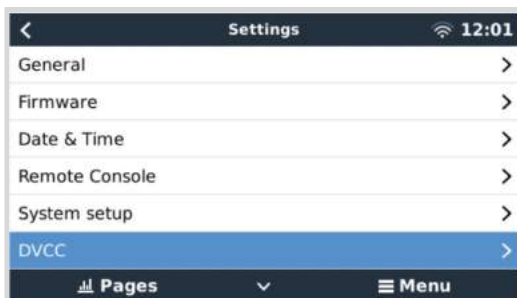 Settings 12:01
General
Firmware
Date & Time
Remote Console
System setup
DVCC
Pages Menu